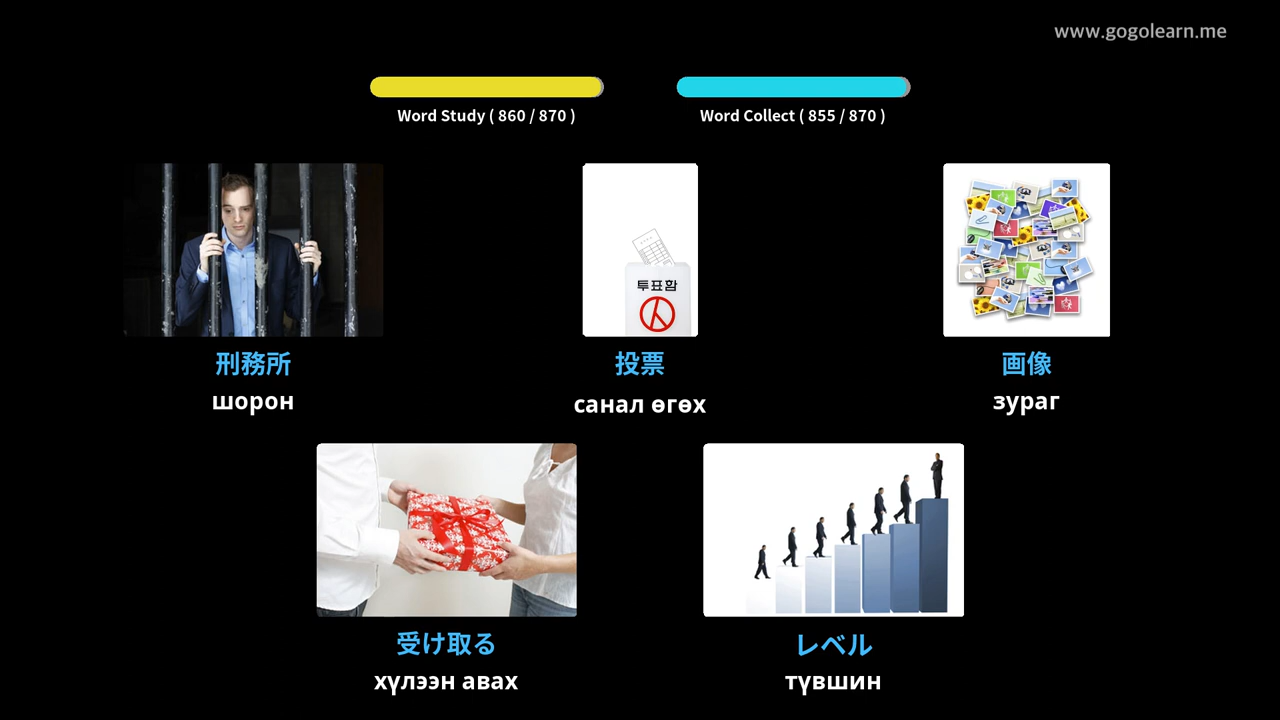 www.gogolearn.me
Word Study ( 860 / 870 )
Word Collect ( 855 / 870 )
투표함
刑務所
шорон
投票
санал өгөх
画像
зураг
受け取る
хүлээн авах
レベル
түвшин